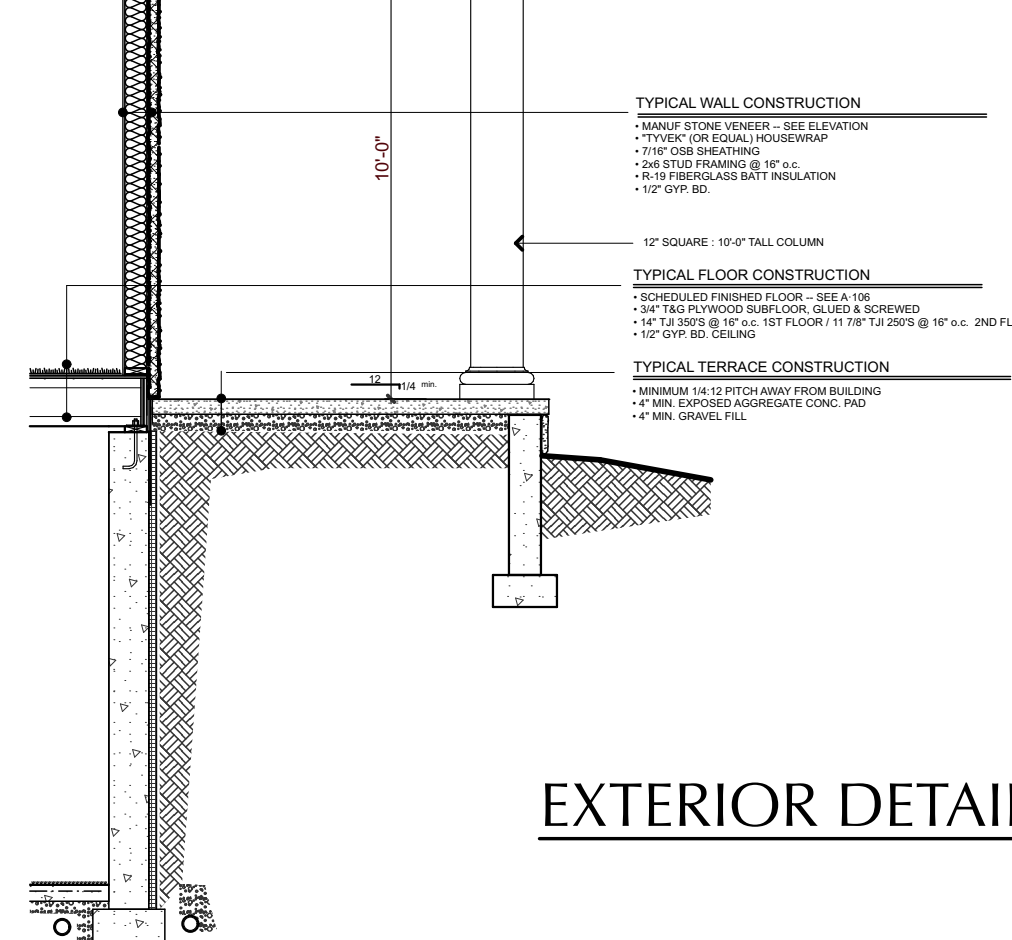 TYPICAL WALL CONSTRUCTION
• MANUF STONE VENEER -- SEE ELEVATION
• "TYVEK" (OR EQUAL) HOUSEWRAP
• 7/16" OSB SHEATHING
• 2x6 STUD FRAMING @ 16" o.c.
• R-19 FIBERGLASS BATT INSULATION
• 1/2" GYP. BD.
10'-0"
12" SQUARE : 10'-0" TALL COLUMN
TYPICAL FLOOR CONSTRUCTION
• SCHEDULED FINISHED FLOOR -- SEE A-106
• 3/4" T&G PLYWOOD SUBFLOOR, GLUED & SCREWED
• 14" TJI 350'S @ 16" o.c. 1ST FLOOR / 11 7/8" TJI 250'S @ 16" o.c. 2ND FL
• 1/2" GYP. BD. CEILING
TYPICAL TERRACE CONSTRUCTION
• MINIMUM 1/4:12 PITCH AWAY FROM BUILDING
• 4" MIN. EXPOSED AGGREGATE CONC. PAD
• 4" MIN. GRAVEL FILL
12
1/4 min.
EXTERIOR DETAI